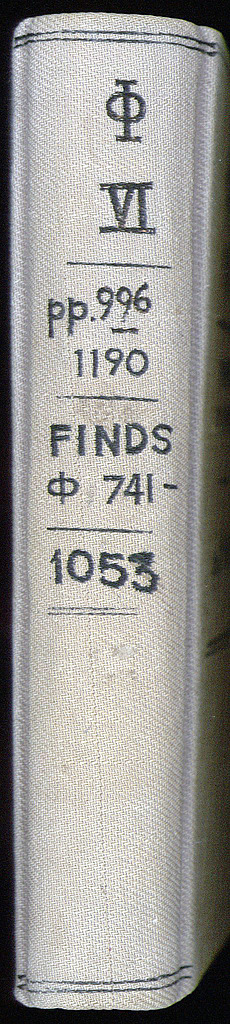 Φ
VI
pp. 996
–
1190
FINDS
Φ 741-
1053